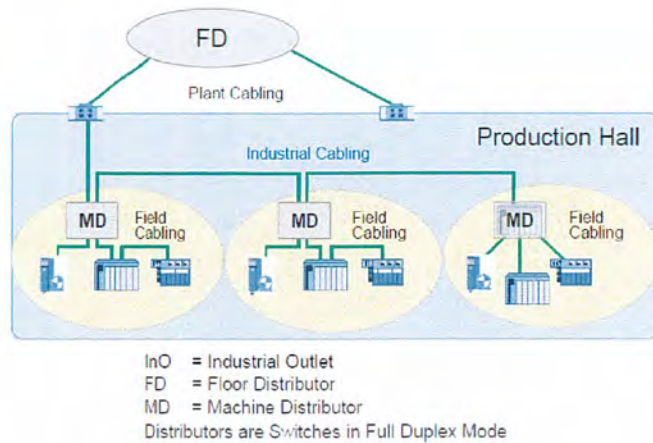 FD
Plant Cabling
Production Hall
Industrial Cabling
MD
Field
Cabling
MD
Field
Cabling
MD
Field
Cabling
InO = Industrial Outlet
FD = Floor Distributor
MD = Machine Distributor
Distributors are Switches in Full Duplex Mode